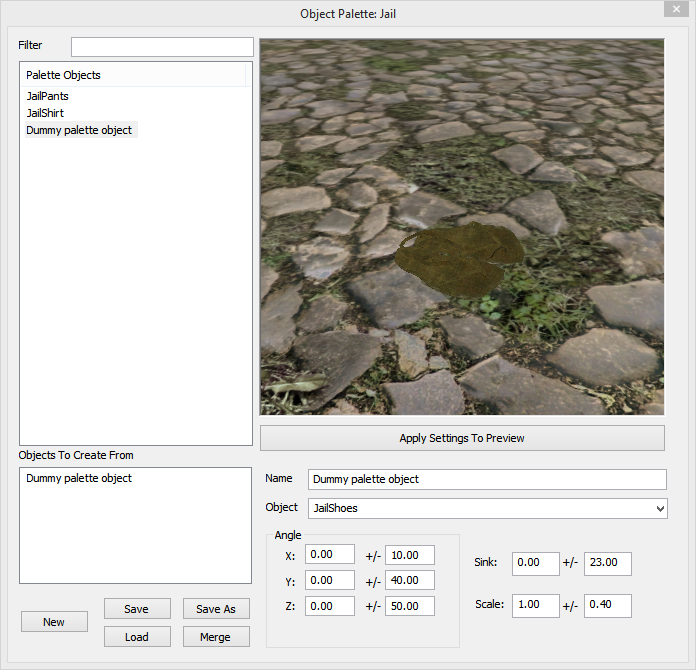 Object Palette: Jail
Filter
Palette Objects
JailPants
JailShirt
Dummy palette object
Apply Settings To Preview
Objects To Create From
Dummy palette object
Name Dummy palette object
Object JailShoes
Angle
X: 0.00 +/- 10.00
Y: 0.00 +/- 40.00
Z: 0.00 +/- 50.00
Sink: 0.00 +/- 23.00
Scale: 1.00 +/- 0.40
New
Save
Save As
Load
Merge